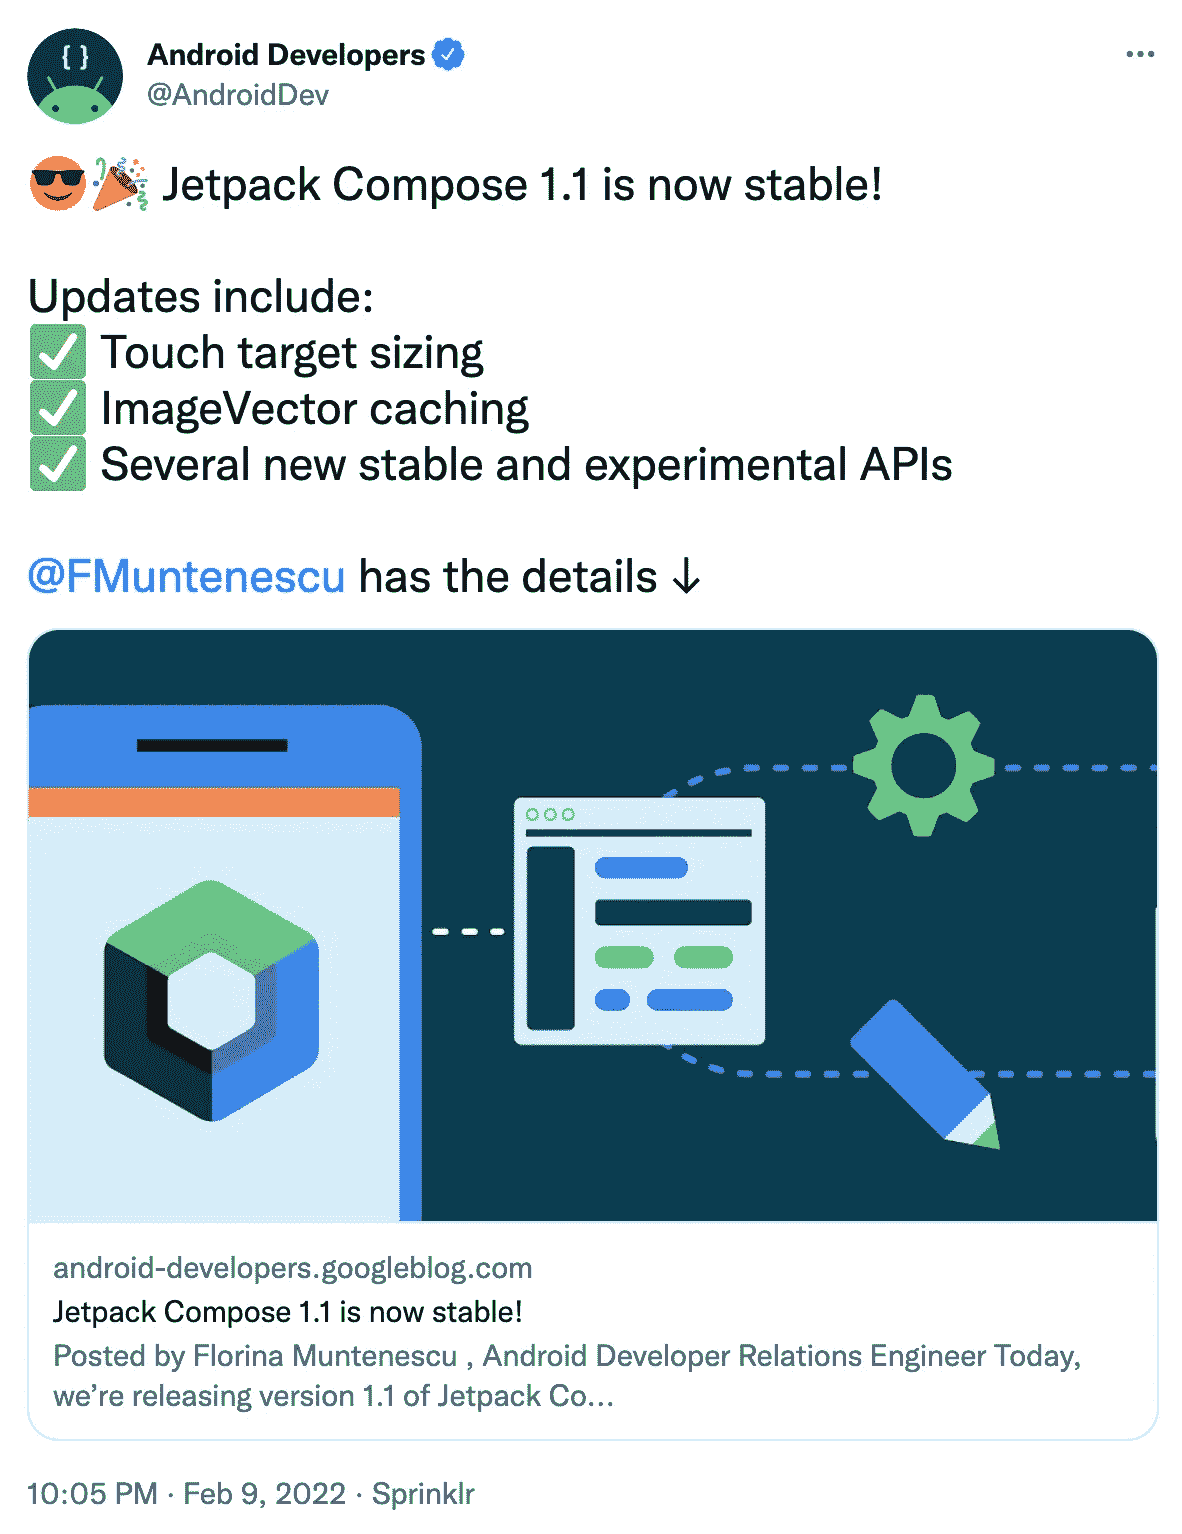 Android Developers
@AndroidDev
😎🎉 Jetpack Compose 1.1 is now stable!
Updates include:
✅ Touch target sizing
✅ ImageVector caching
✅ Several new stable and experimental APIs
@FMuntenescu has the details ↓
android-developers.googleblog.com
Jetpack Compose 1.1 is now stable!
Posted by Florina Muntenescu , Android Developer Relations Engineer Today,
we’re releasing version 1.1 of Jetpack Co…
10:05 PM · Feb 9, 2022 · Sprinklr